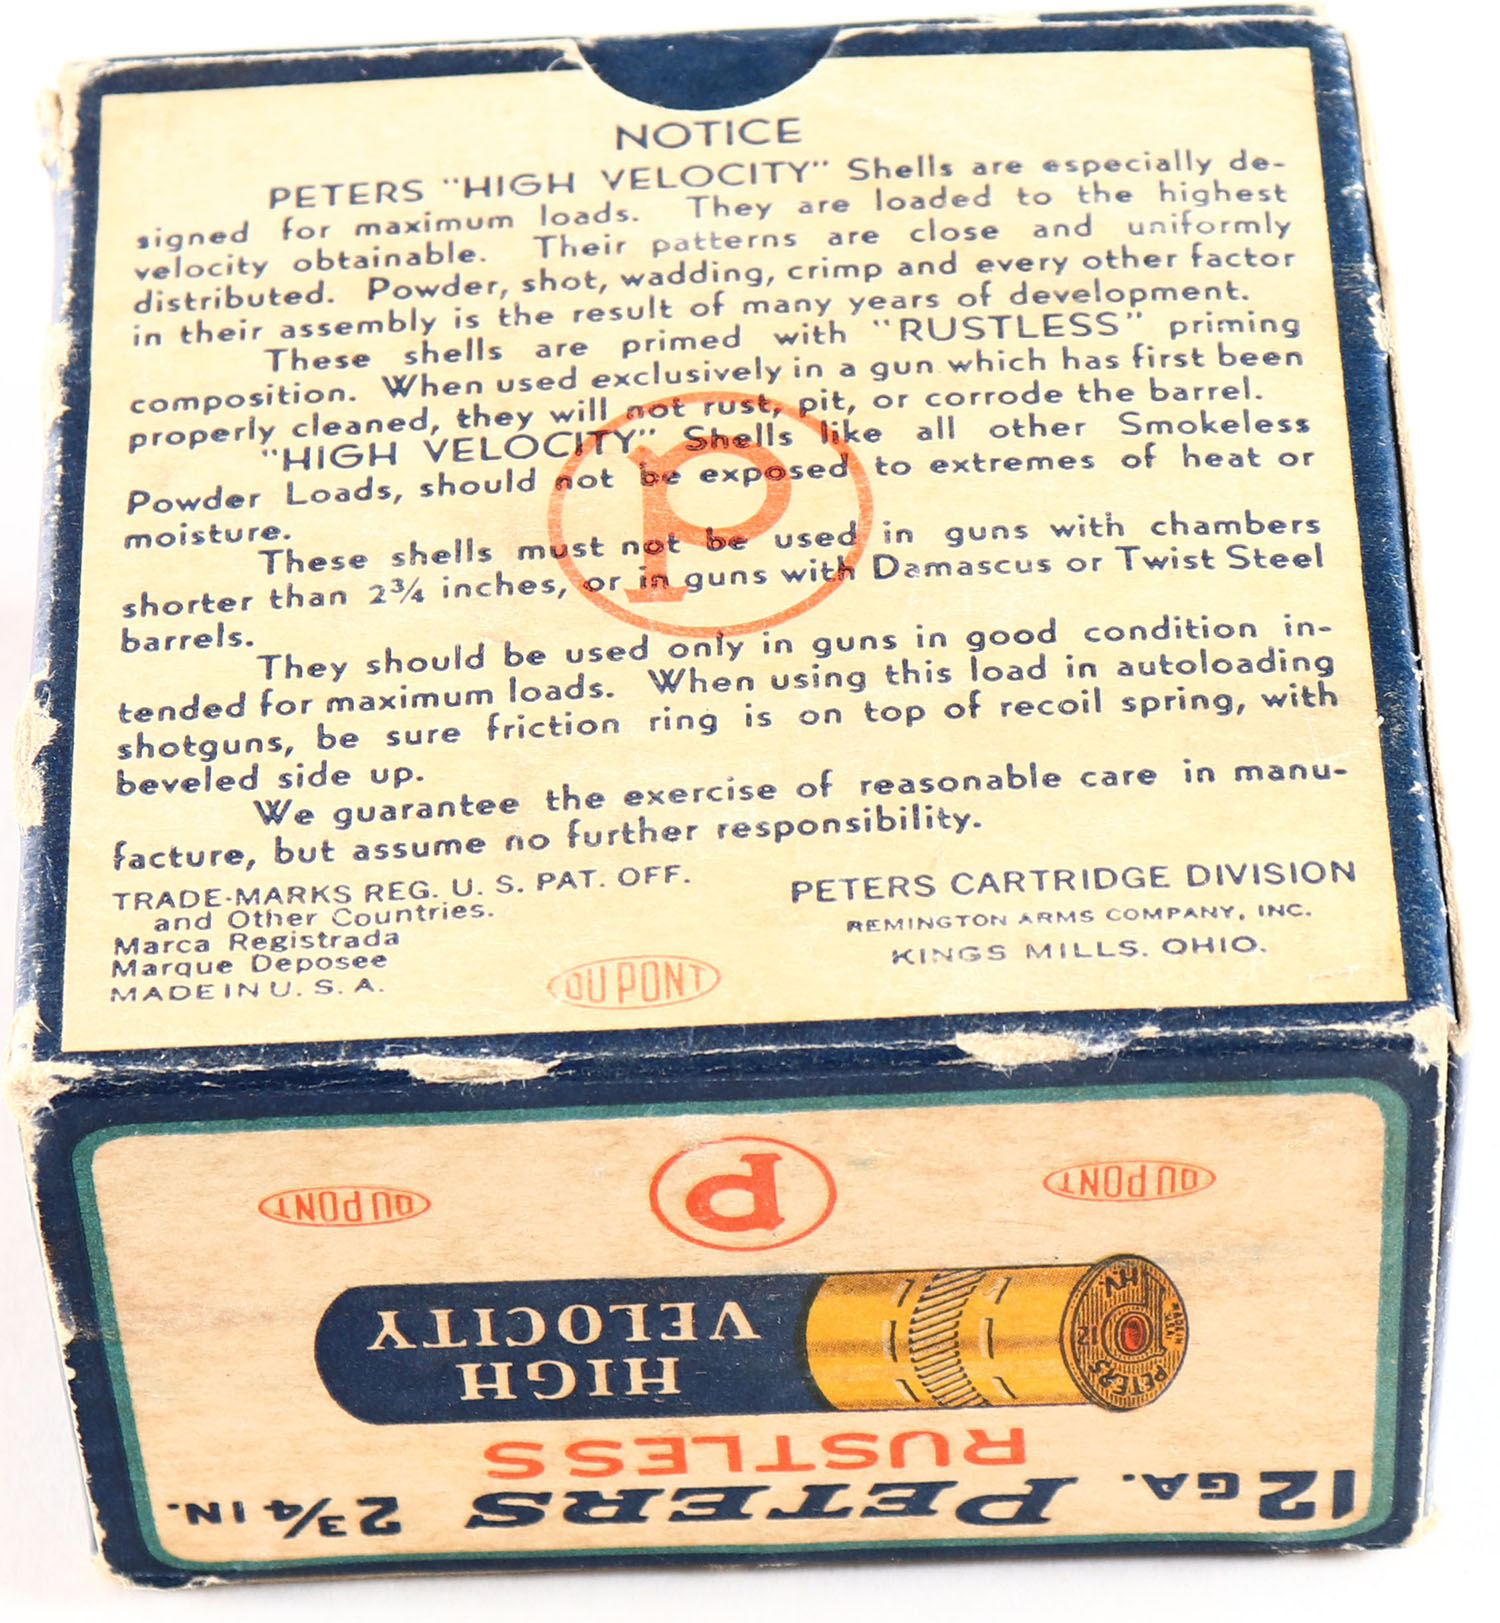 NOTICE
PETERS "HIGH VELOCITY" Shells are especially de-
signed for maximum loads. They are loaded to the highest
velocity obtainable. Their patterns are close and uniformly
distributed. Powder, shot, wadding, crimp and every other factor
in their assembly is the result of many years of development.
These shells are primed with "RUSTLESS" priming
composition. When used exclusively in a gun which has first been
properly cleaned, they will not rust, pit, or corrode the barrel.
"HIGH VELOCITY" Shells like all other Smokeless
Powder Loads, should not be exposed to extremes of heat or
moisture.
These shells must not be used in guns with chambers
shorter than 2¾ inches, or in guns with Damascus or Twist Steel
barrels.
They should be used only in guns in good condition in-
tended for maximum loads. When using this load in autoloading
shotguns, be sure friction ring is on top of recoil spring, with
beveled side up.
We guarantee the exercise of reasonable care in manu-
facture, but assume no further responsibility.
P
TRADE-MARKS REG. U. S. PAT. OFF.
and Other Countries.
Marca Registrada
Marque Deposee
MADE IN U. S. A.
DU PONT
PETERS CARTRIDGE DIVISION
REMINGTON ARMS COMPANY, INC.
KINGS MILLS, OHIO.
12 GA. PETERS 2¾ IN.
RUSTLESS
HIGH
VELOCITY
PETERS
12 12
HV
MADE IN
U.S.A.
DU PONT
P
DU PONT